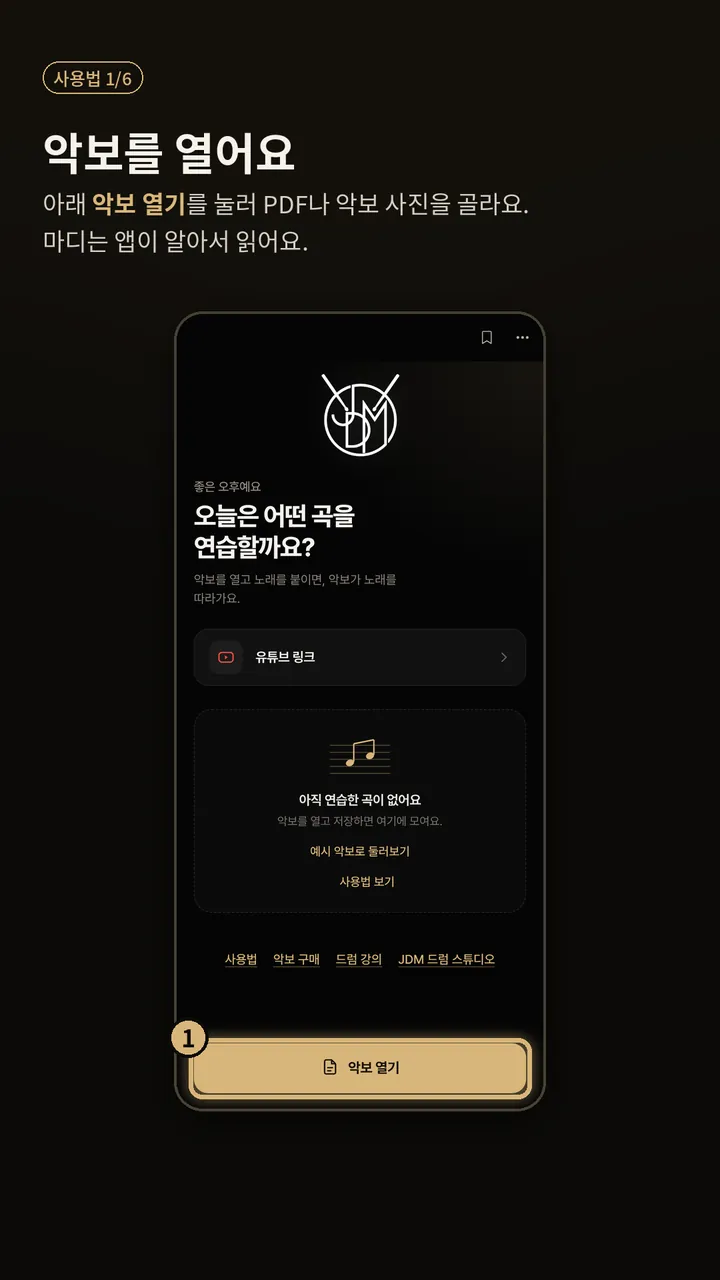 사용법 1/6
악보를 열어요
아래 악보 열기를 눌러 PDF나 악보 사진을 골라요.
마디는 앱이 알아서 읽어요.
JDM
좋은 오후예요
오늘은 어떤 곡을
연습할까요?
악보를 열고 노래를 붙이면, 악보가 노래를
따라가요.
유튜브 링크
아직 연습한 곡이 없어요
악보를 열고 저장하면 여기에 모여요.
예시 악보로 둘러보기
사용법 보기
사용법 악보 구매 드럼 강의 JDM 드럼 스튜디오
1
악보 열기